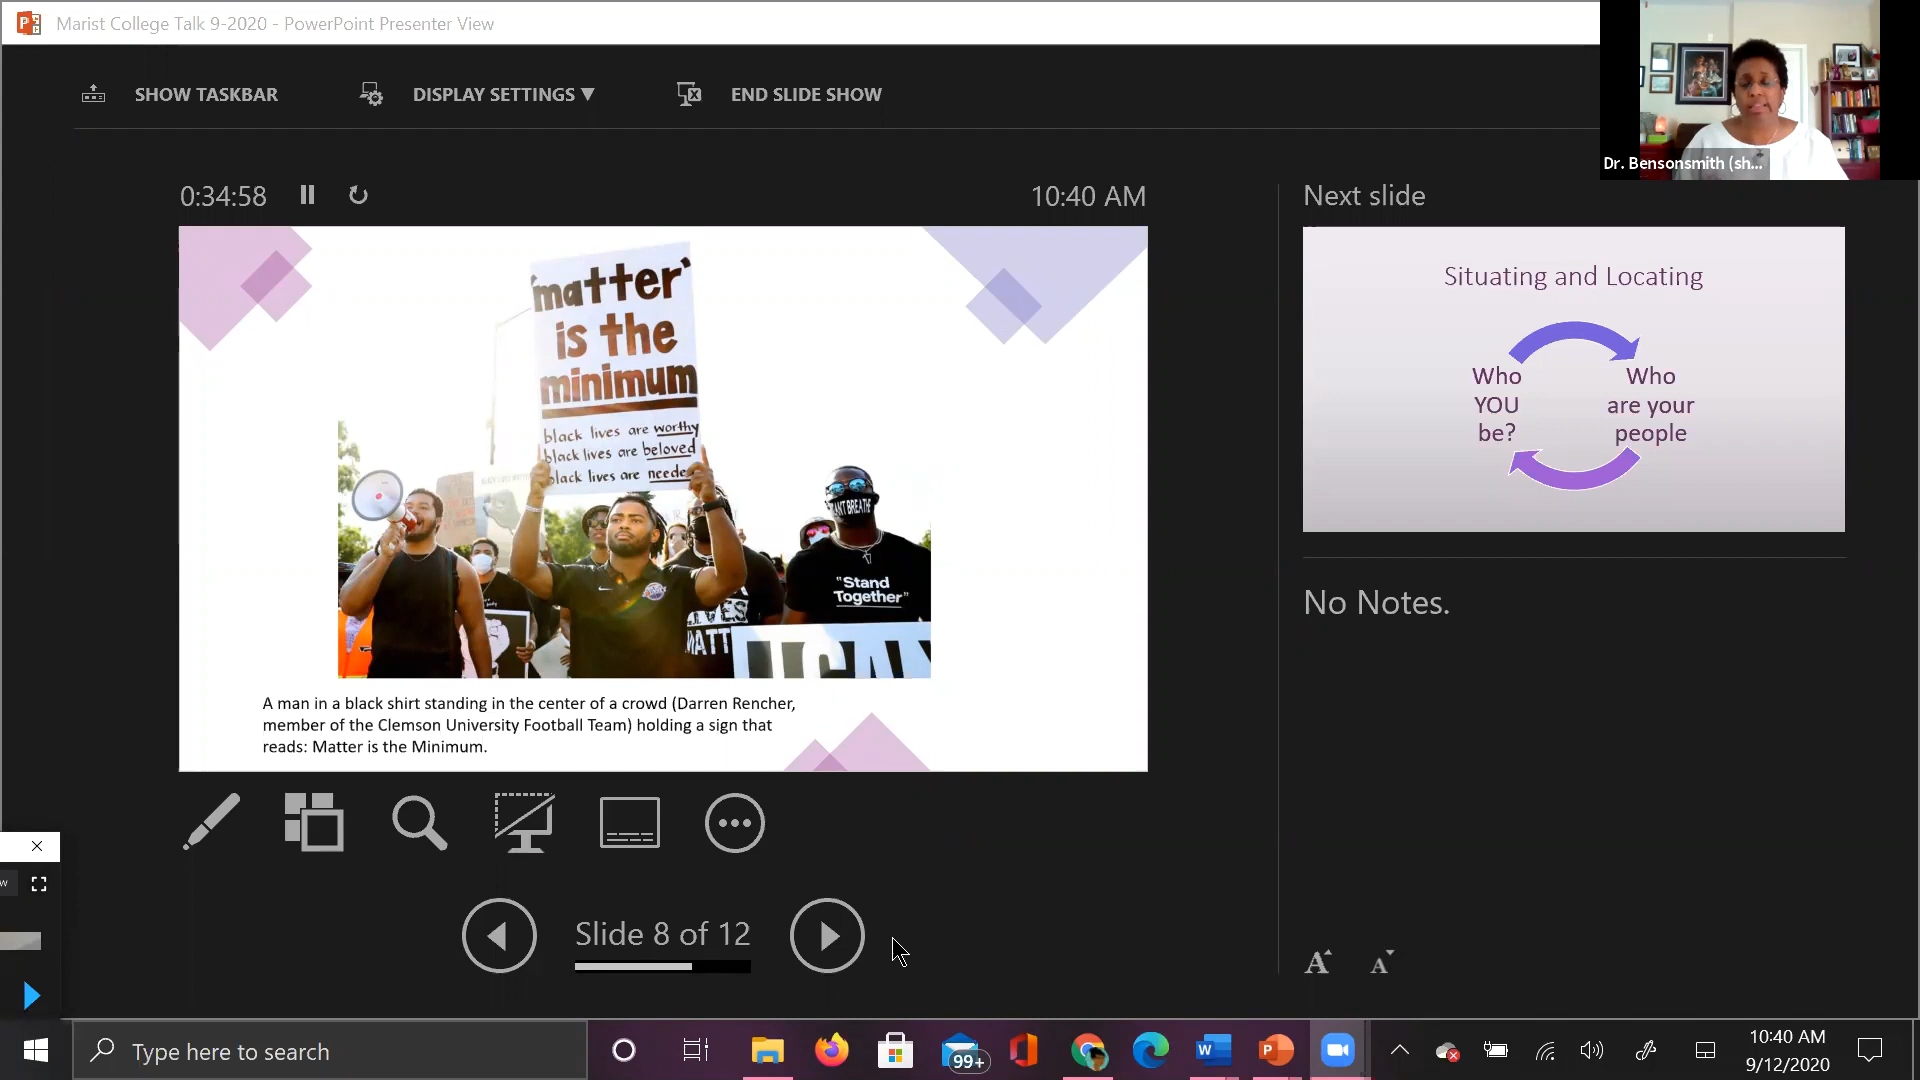 Marist College Talk 9-2020 - PowerPoint Presenter View
SHOW TASKBAR
DISPLAY SETTINGS ▼
END SLIDE SHOW
Dr. Bensonsmith (sh...
0:34:58
10:40 AM
'matter'
is the
minimum
black lives are worthy
black lives are beloved
black lives are neede
CAN'T BREATHE
"Stand
Together"
LIVES
MATT
A man in a black shirt standing in the center of a crowd (Darren Rencher,
member of the Clemson University Football Team) holding a sign that
reads: Matter is the Minimum.
Slide 8 of 12
Next slide
Situating and Locating
Who
YOU
be?
Who
are your
people
No Notes.
A
A
w
Type here to search
99+
10:40 AM
9/12/2020